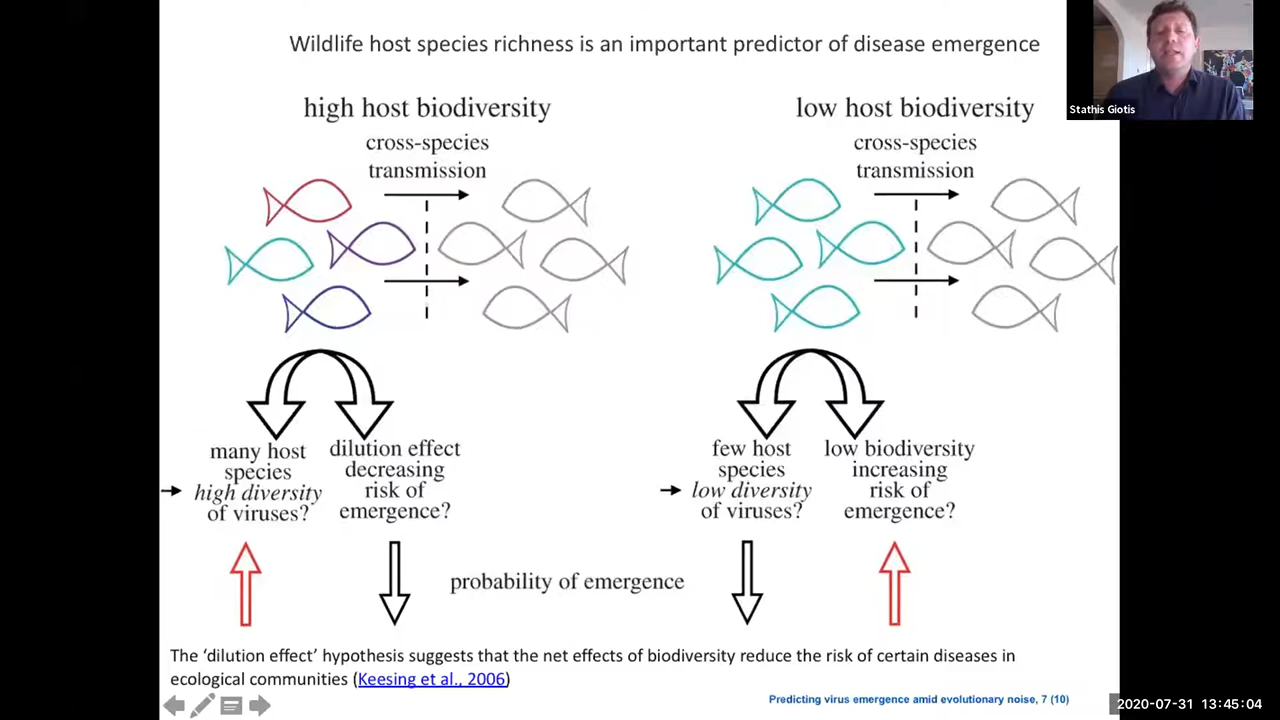 Wildlife host species richness is an important predictor of disease emergence
Stathis Giotis
high host biodiversity
cross-species
transmission
many host
species
high diversity
of viruses?
dilution effect
decreasing
risk of
emergence?
low host biodiversity
cross-species
transmission
few host
species
low diversity
of viruses?
low biodiversity
increasing
risk of
emergence?
probability of emergence
The ‘dilution effect’ hypothesis suggests that the net effects of biodiversity reduce the risk of certain diseases in
ecological communities (Keesing et al., 2006)
Predicting virus emergence amid evolutionary noise, 7 (10)
2020-07-31 13:45:04